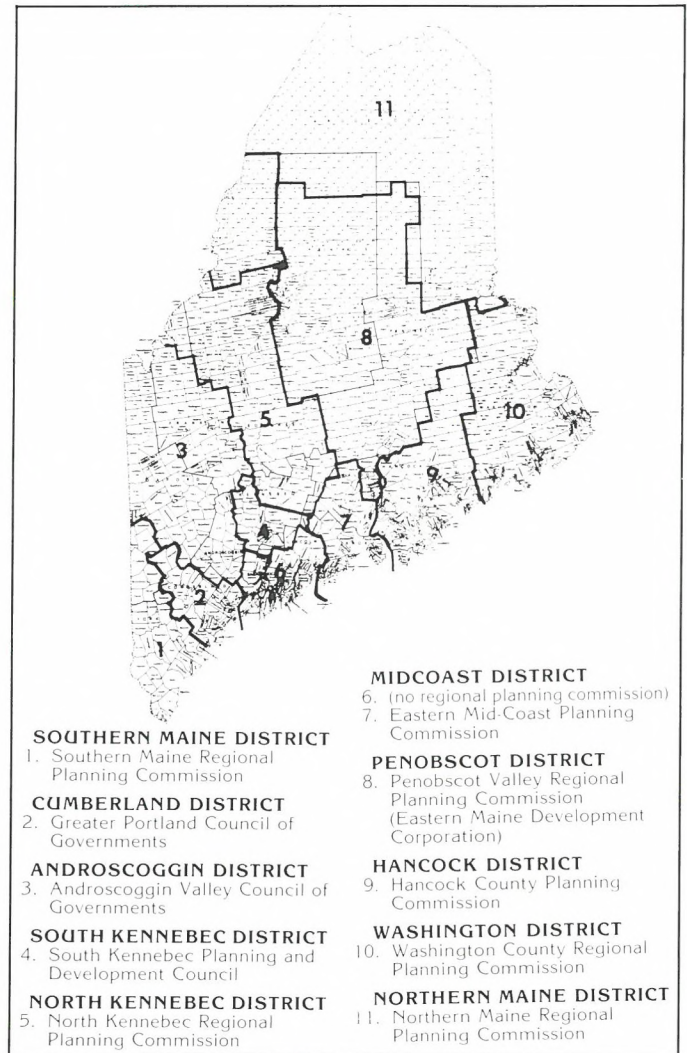 11
8
10
5
3
9
7
4
6
2
1
SOUTHERN MAINE DISTRICT
1. Southern Maine Regional
Planning Commission
CUMBERLAND DISTRICT
2. Greater Portland Council of
Governments
ANDROSCOGGIN DISTRICT
3. Androscoggin Valley Council of
Governments
SOUTH KENNEBEC DISTRICT
4. South Kennebec Planning and
Development Council
NORTH KENNEBEC DISTRICT
5. North Kennebec Regional
Planning Commission
MIDCOAST DISTRICT
6. (no regional planning commission)
7. Eastern Mid-Coast Planning
Commission
PENOBSCOT DISTRICT
8. Penobscot Valley Regional
Planning Commission
(Eastern Maine Development
Corporation)
HANCOCK DISTRICT
9. Hancock County Planning
Commission
WASHINGTON DISTRICT
10. Washington County Regional
Planning Commission
NORTHERN MAINE DISTRICT
11. Northern Maine Regional
Planning Commission